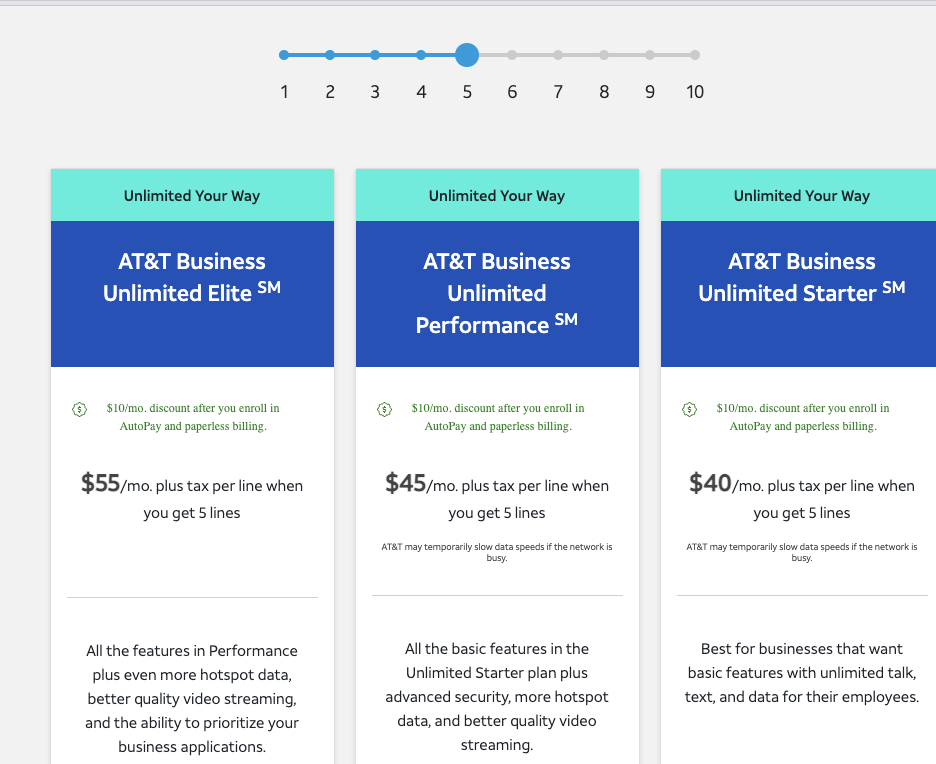 1 2 3 4 5 6 7 8 9 10
Unlimited Your Way
AT&T Business
Unlimited Elite SM
$10/mo. discount after you enroll in
AutoPay and paperless billing.
$55/mo. plus tax per line when
you get 5 lines
All the features in Performance
plus even more hotspot data,
better quality video streaming,
and the ability to prioritize your
business applications.
Unlimited Your Way
AT&T Business
Unlimited
Performance SM
$10/mo. discount after you enroll in
AutoPay and paperless billing.
$45/mo. plus tax per line when
you get 5 lines
AT&T may temporarily slow data speeds if the network is
busy.
All the basic features in the
Unlimited Starter plan plus
advanced security, more hotspot
data, and better quality video
streaming.
Unlimited Your Way
AT&T Business
Unlimited Starter SM
$10/mo. discount after you enroll in
AutoPay and paperless billing.
$40/mo. plus tax per line when
you get 5 lines
AT&T may temporarily slow data speeds if the network is
busy.
Best for businesses that want
basic features with unlimited talk,
text, and data for their employees.